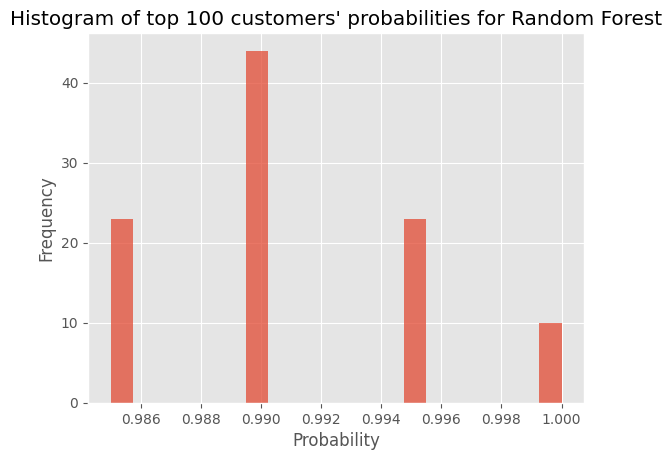 Histogram of top 100 customers' probabilities for Random Forest
Frequency
40
30
20
10
0
0.986 0.988 0.990 0.992 0.994 0.996 0.998 1.000
Probability